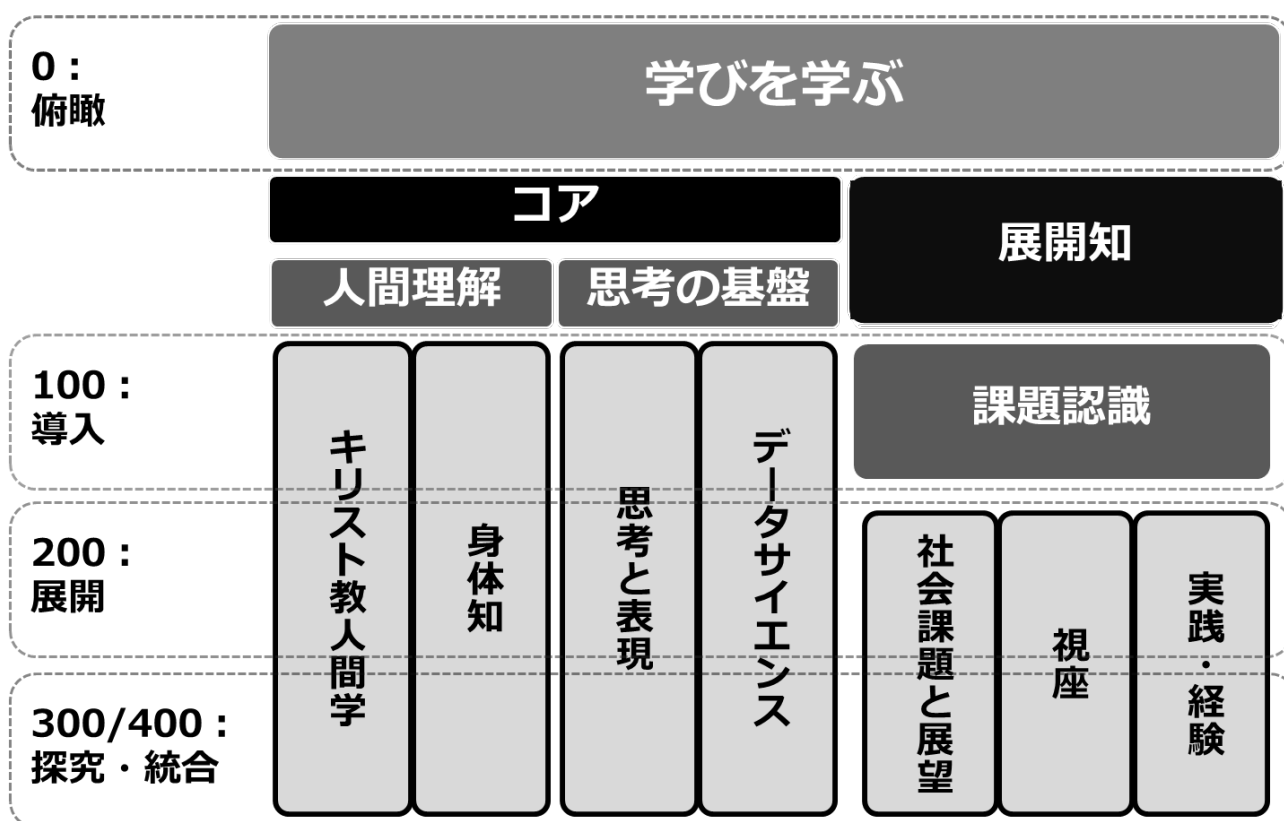 0：
俯瞰
学びを学ぶ
コア
展開知
人間理解
思考の基盤
100：
導入
課題認識
キリスト教人間学
身体知
思考と表現
データサイエンス
200：
展開
社会課題と展望
視座
実践・経験
300/400：
探究・統合